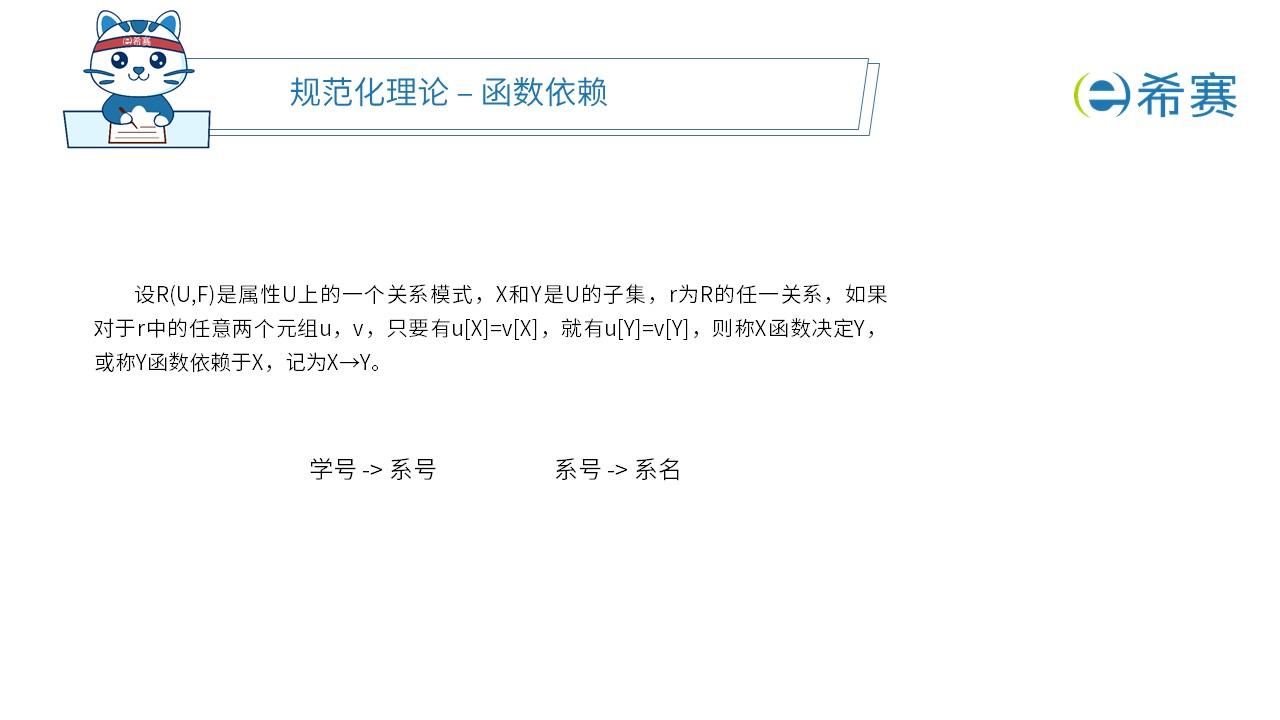 希赛
规范化理论 – 函数依赖
希赛
设R(U,F)是属性U上的一个关系模式，X和Y是U的子集，r为R的任一关系，如果
对于r中的任意两个元组u，v，只要有u[X]=v[X]，就有u[Y]=v[Y]，则称X函数决定Y，
或称Y函数依赖于X，记为X→Y。
学号 -> 系号 系号 -> 系名